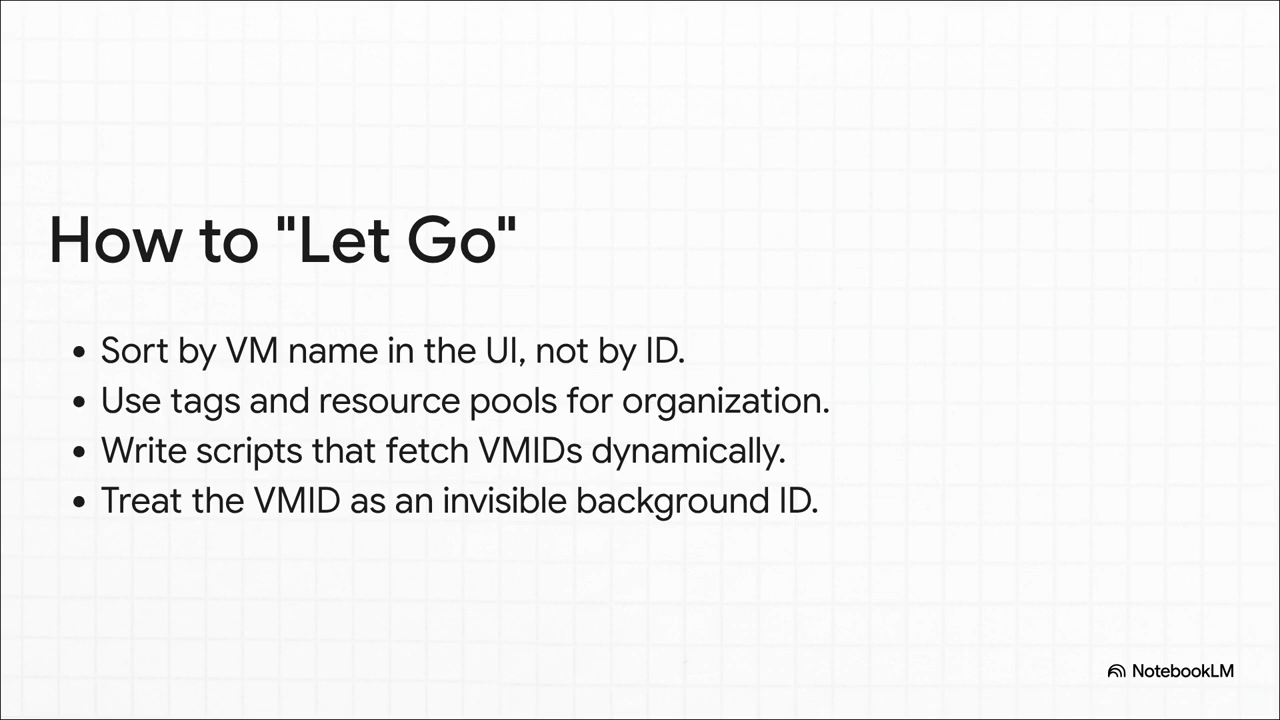 How to "Let Go"
• Sort by VM name in the UI, not by ID.
• Use tags and resource pools for organization.
• Write scripts that fetch VMIDs dynamically.
• Treat the VMID as an invisible background ID.
NotebookLM